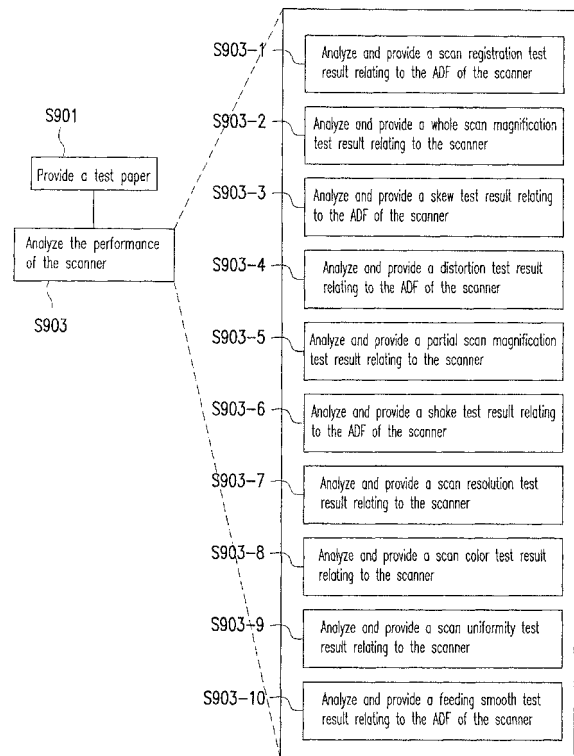 S901
Provide a test paper
Analyze the performance
of the scanner
S903
S903-1
Analyze and provide a scan registration test
result relating to the ADF of the scanner
S903-2
Analyze and provide a whole scan magnification
test result relating to the scanner
S903-3
Analyze and provide a skew test result relating
to the ADF of the scanner
S903-4
Analyze and provide a distortion test result
relating to the ADF of the scanner
S903-5
Analyze and provide a partial scan magnification
test result relating to the scanner
S903-6
Analyze and provide a shake test result relating
to the ADF of the scanner
S903-7
Analyze and provide a scan resolution test
result relating to the scanner
S903-8
Analyze and provide a scan color test result
relating to the scanner
S903-9
Analyze and provide a scan uniformity test
result relating to the scanner
S903-10
Analyze and provide a feeding smooth test
result relating to the ADF of the scanner